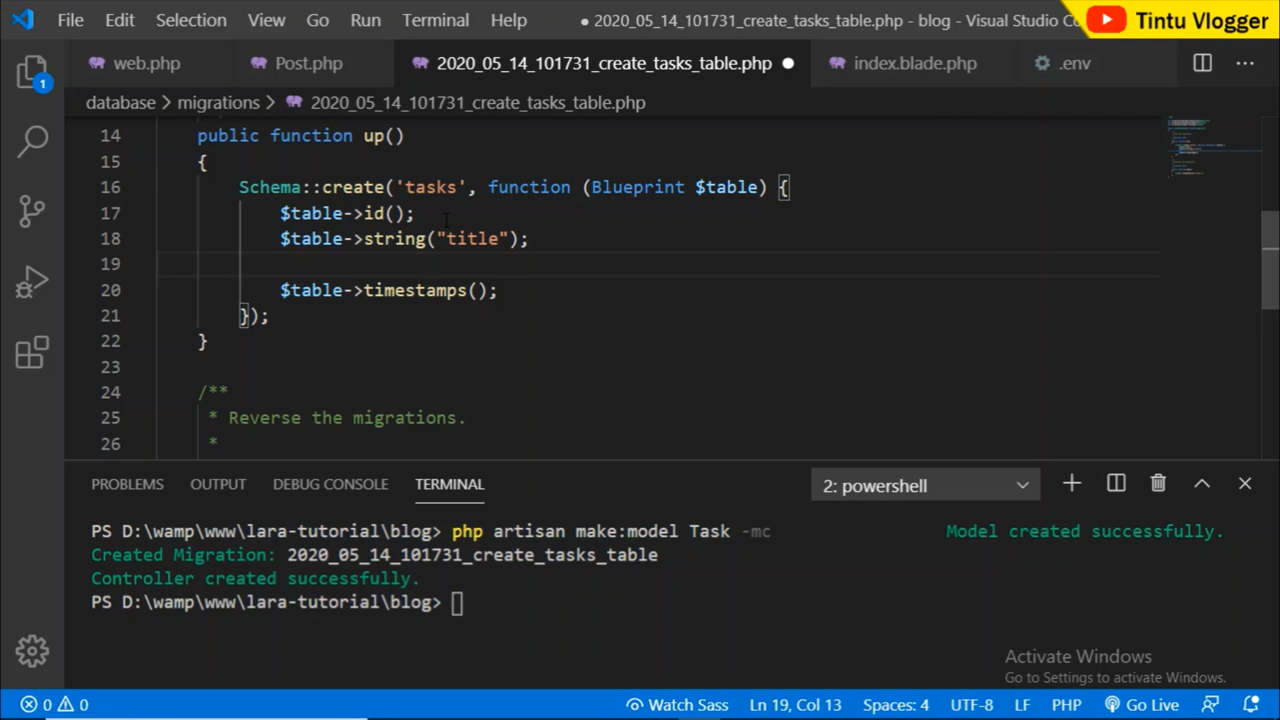 File Edit Selection View Go Run Terminal Help ● 2020_05_14_101731_create_tasks_table.php - blog - Visual Studio Co
Tintu Vlogger
web.php Post.php 2020_05_14_101731_create_tasks_table.php ● index.blade.php .env
1
database > migrations > 2020_05_14_101731_create_tasks_table.php
14 public function up()
15 {
16 Schema::create('tasks', function (Blueprint $table) {
17 $table->id();
18 $table->string("title");
19
20 $table->timestamps();
21 });
22 }
23
24 /**
25 * Reverse the migrations.
26 *
PROBLEMS OUTPUT DEBUG CONSOLE TERMINAL 2: powershell
PS D:\wamp\www\lara-tutorial\blog> php artisan make:model Task -mc Model created successfully.
Created Migration: 2020_05_14_101731_create_tasks_table
Controller created successfully.
PS D:\wamp\www\lara-tutorial\blog>
Activate Windows
Go to Settings to activate Windows.
0 0 Watch Sass Ln 19, Col 13 Spaces: 4 UTF-8 LF PHP Go Live